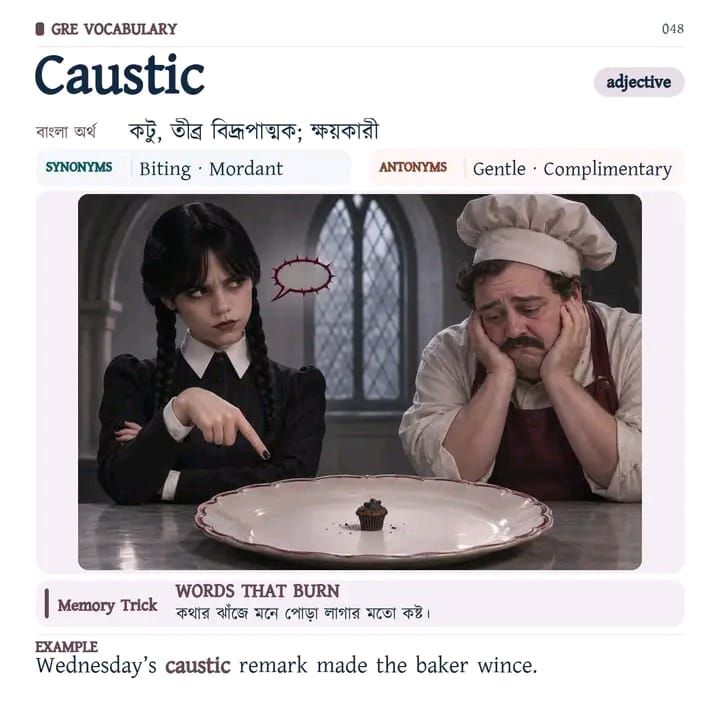 GRE VOCABULARY
048
Caustic
adjective
বাংলা অর্থ কটু, তীব্র বিদ্রূপাত্মক; ক্ষয়কারী
SYNONYMS Biting · Mordant
ANTONYMS Gentle · Complimentary
WORDS THAT BURN
Memory Trick
কথার ঝাঁজে মনে পোড়া লাগার মতো কষ্ট।
EXAMPLE
Wednesday’s caustic remark made the baker wince.